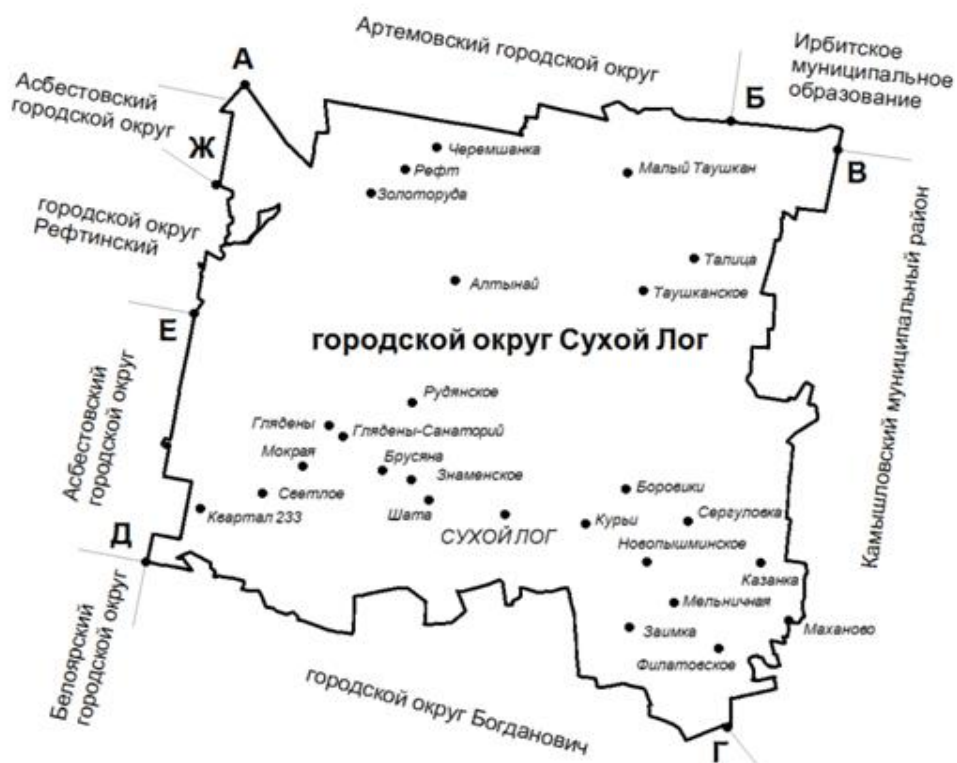 Артемовский городской округ
Ирбитское
муниципальное
образование
А
Асбестовский
городской округ
Б
Ж
В
Черемшанка
Рефт
Малый Таушкан
Золоторуда
городской округ
Рефтинский
Камышловский муниципальный район
Талица
Алтынай
Таушканское
Е
городской округ Сухой Лог
Асбестовский
городской округ
Рудянское
Глядены
Глядены-Санаторий
Мокрая
Брусяна
Знаменское
Светлое
Боровики
Квартал 233
Шата
Сергуловка
Курьи
СУХОЙ ЛОГ
Д
Новопышминское
Казанка
Белоярский
городской округ
Мельничная
Заимка
Маханово
Филатовское
городской округ Богданович
Г